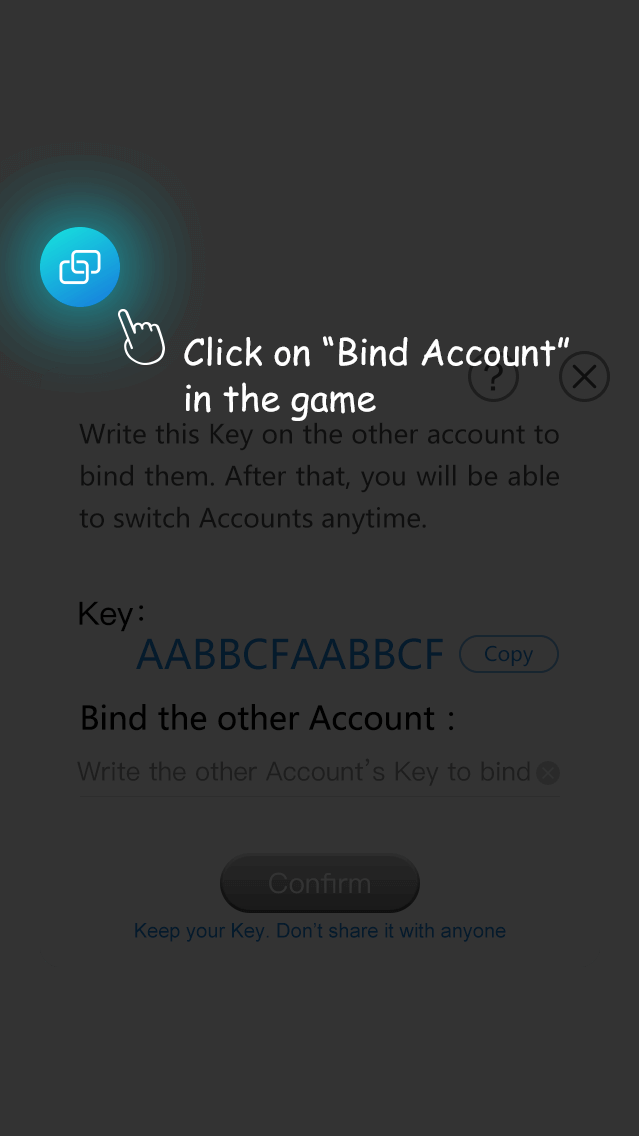 Click on “Bind Account”
in the game
?
Write this Key on the other account to
bind them. After that, you will be able
to switch Accounts anytime.
Key:
AABBCFAABBCF Copy
Bind the other Account :
Write the other Account’s Key to bind
Confirm
Keep your Key. Don't share it with anyone